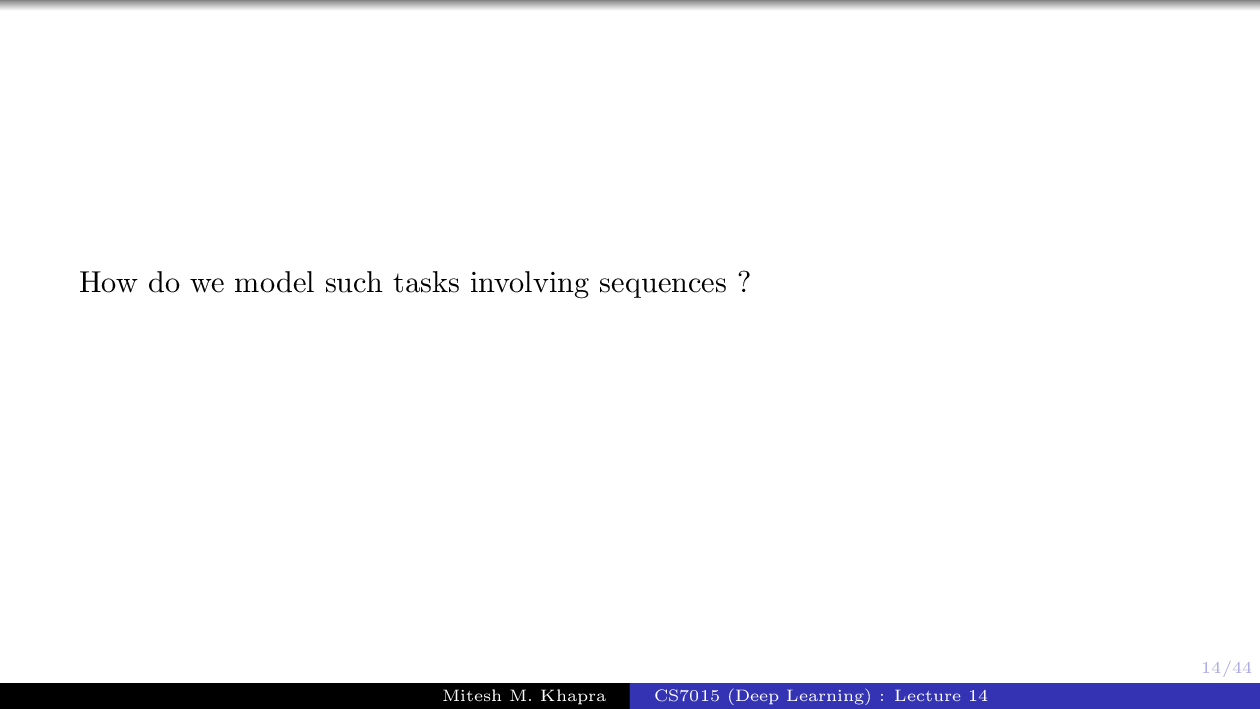 How do we model such tasks involving sequences ?
14/44
Mitesh M. Khapra
CS7015 (Deep Learning) : Lecture 14